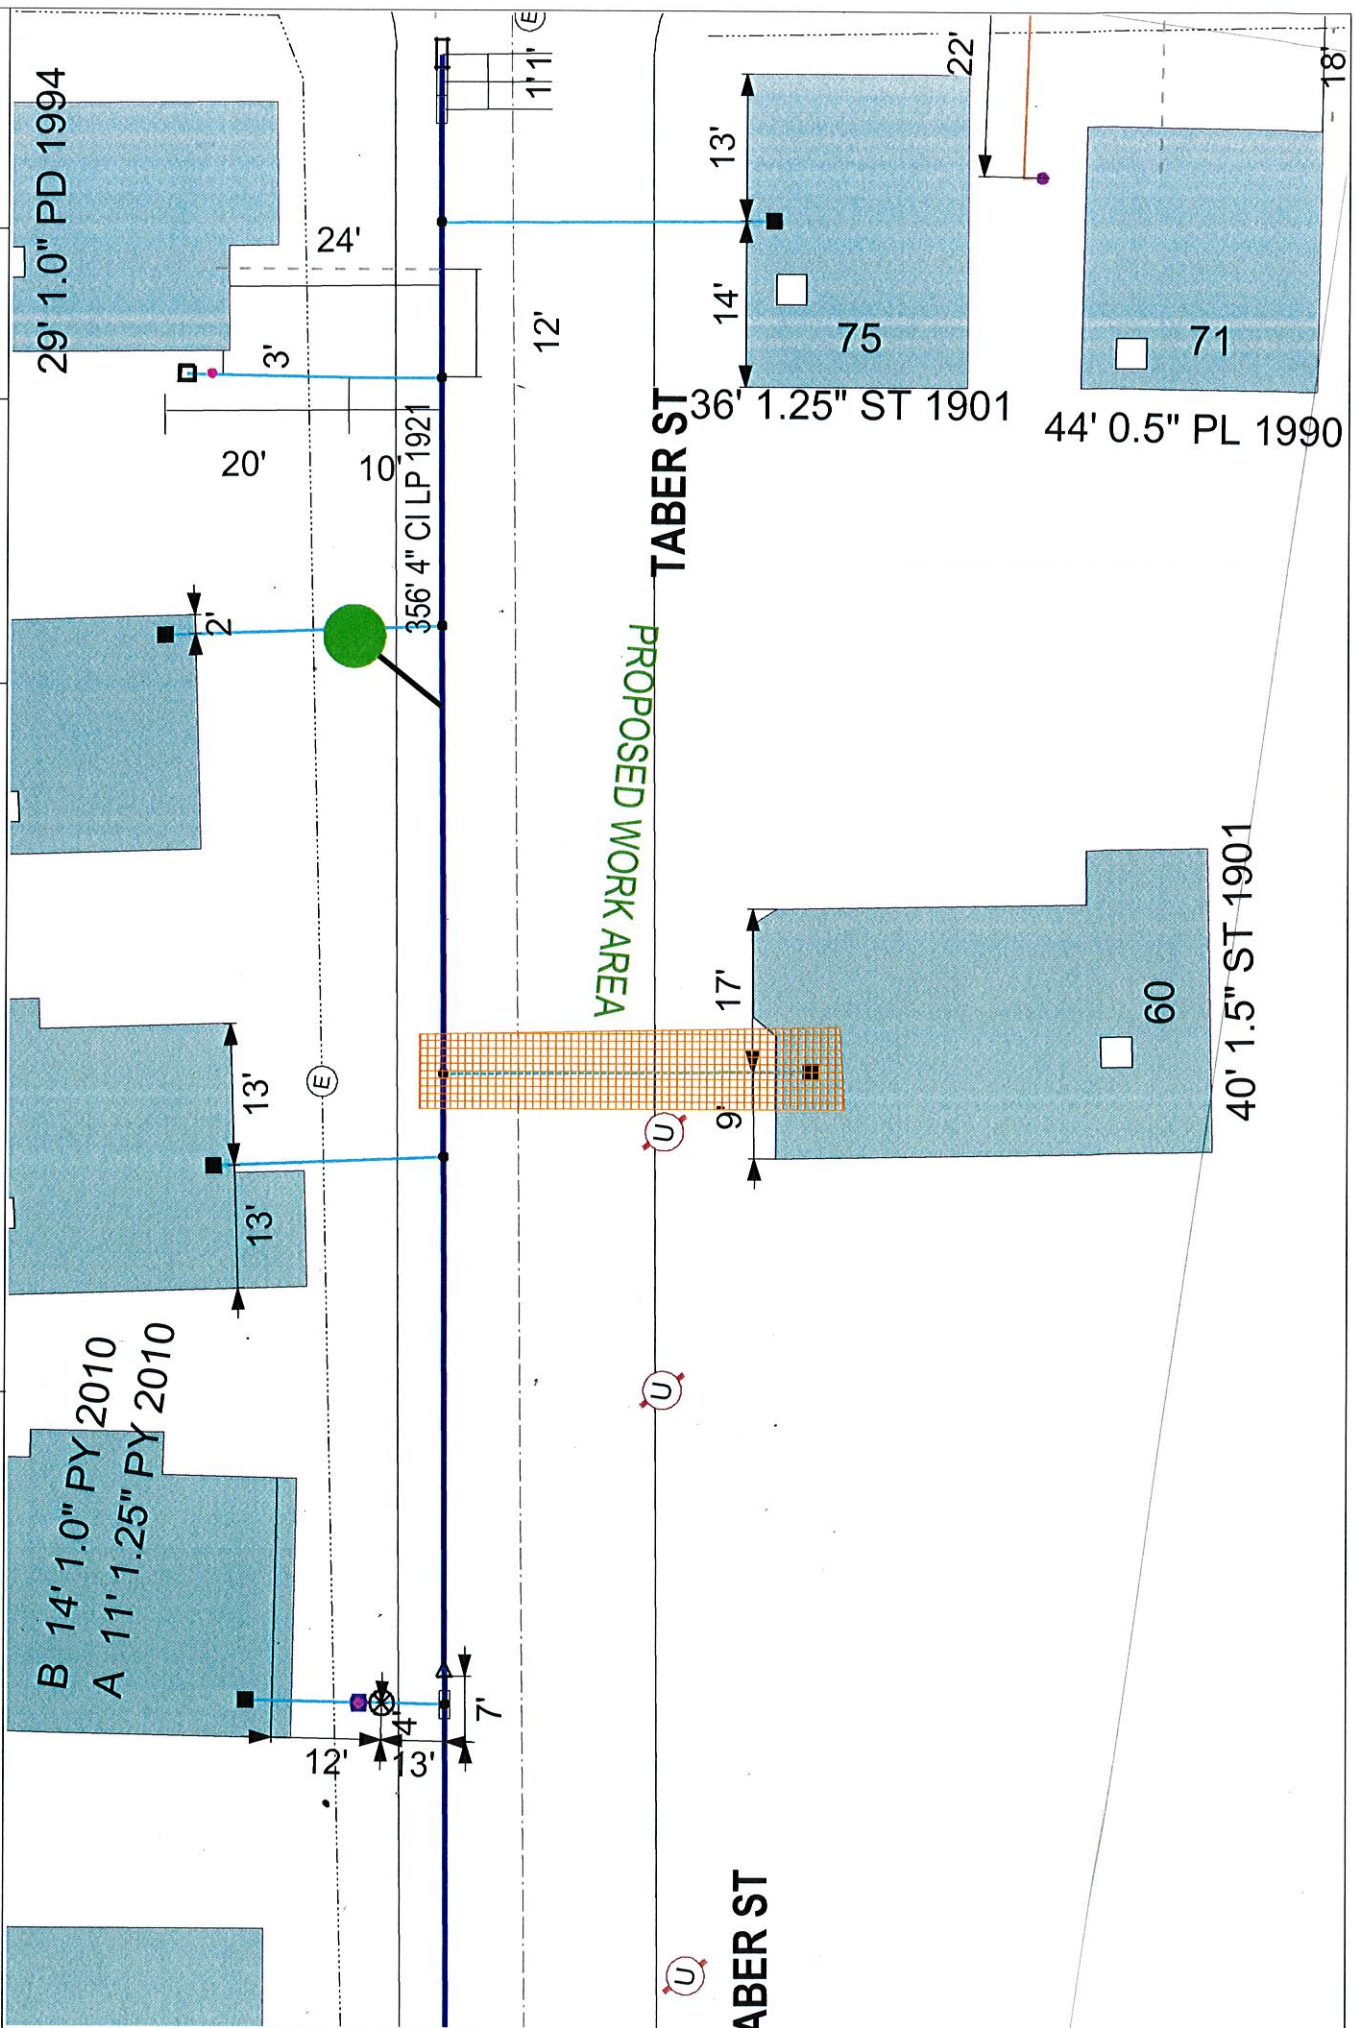 E
1'1'
22'
18'
29' 1.0" PD 1994
13'
24'
14'
12'
3'
75
71
36' 1.25" ST 1901
44' 0.5" PL 1990
20'
10'
356' 4" CI LP 1921
TABER ST
2'
PROPOSED WORK AREA
17'
60
40' 1.5" ST 1901
E
13'
9'
U
13'
U
B 14' 1.0" PY 2010
A 11' 1.25" PY 2010
4'
7'
12'
13'
U
ABER ST